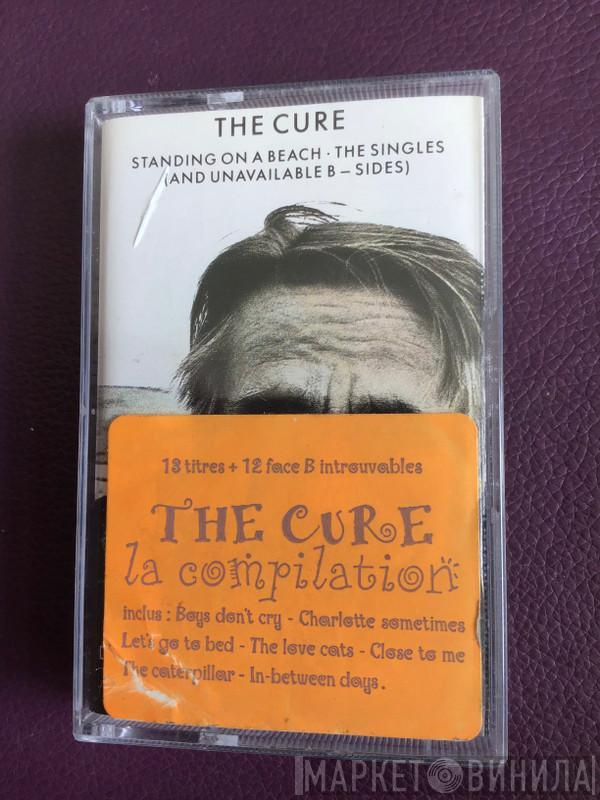 THE CURE
STANDING ON A BEACH · THE SINGLES
(AND UNAVAILABLE B – SIDES)
13 titres + 12 face B introuvables
THE CURE
la compilation
inclus : Boys don't cry - Charlotte sometimes
Let's go to bed - The love cats - Close to me
The caterpillar - In-between days.
МАРКЕТ ВИНИЛА